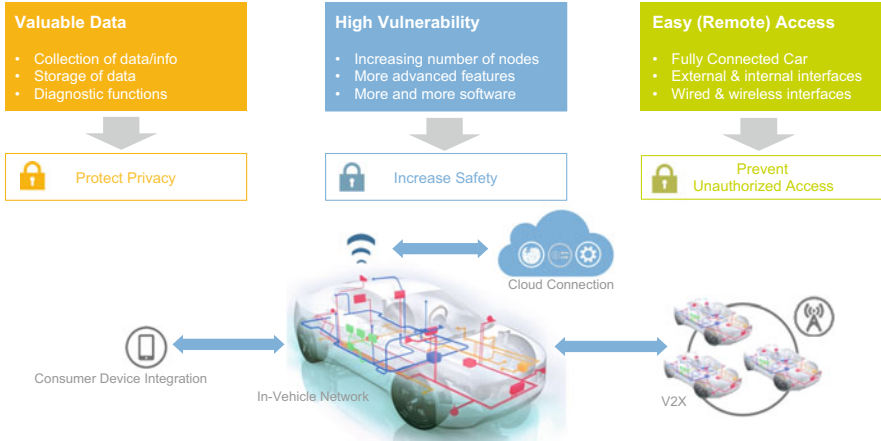 Valuable Data
• Collection of data/info
• Storage of data
• Diagnostic functions
Protect Privacy
High Vulnerability
• Increasing number of nodes
• More advanced features
• More and more software
Increase Safety
Easy (Remote) Access
• Fully Connected Car
• External & internal interfaces
• Wired & wireless interfaces
Prevent
Unauthorized Access
Cloud Connection
Consumer Device Integration
In-Vehicle Network
V2X